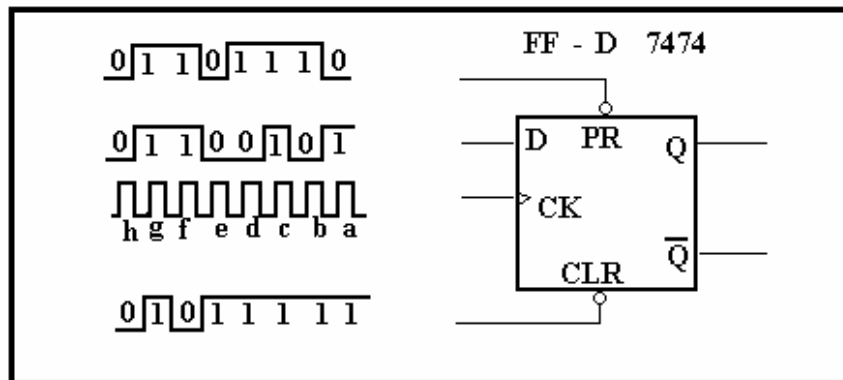 FF - D 7474
0 1 1 0 1 1 1 0
D PR Q
0 1 1 0 0 1 0 1
CK
h g f e d c b a
Q̅
CLR
0 1 0 1 1 1 1 1